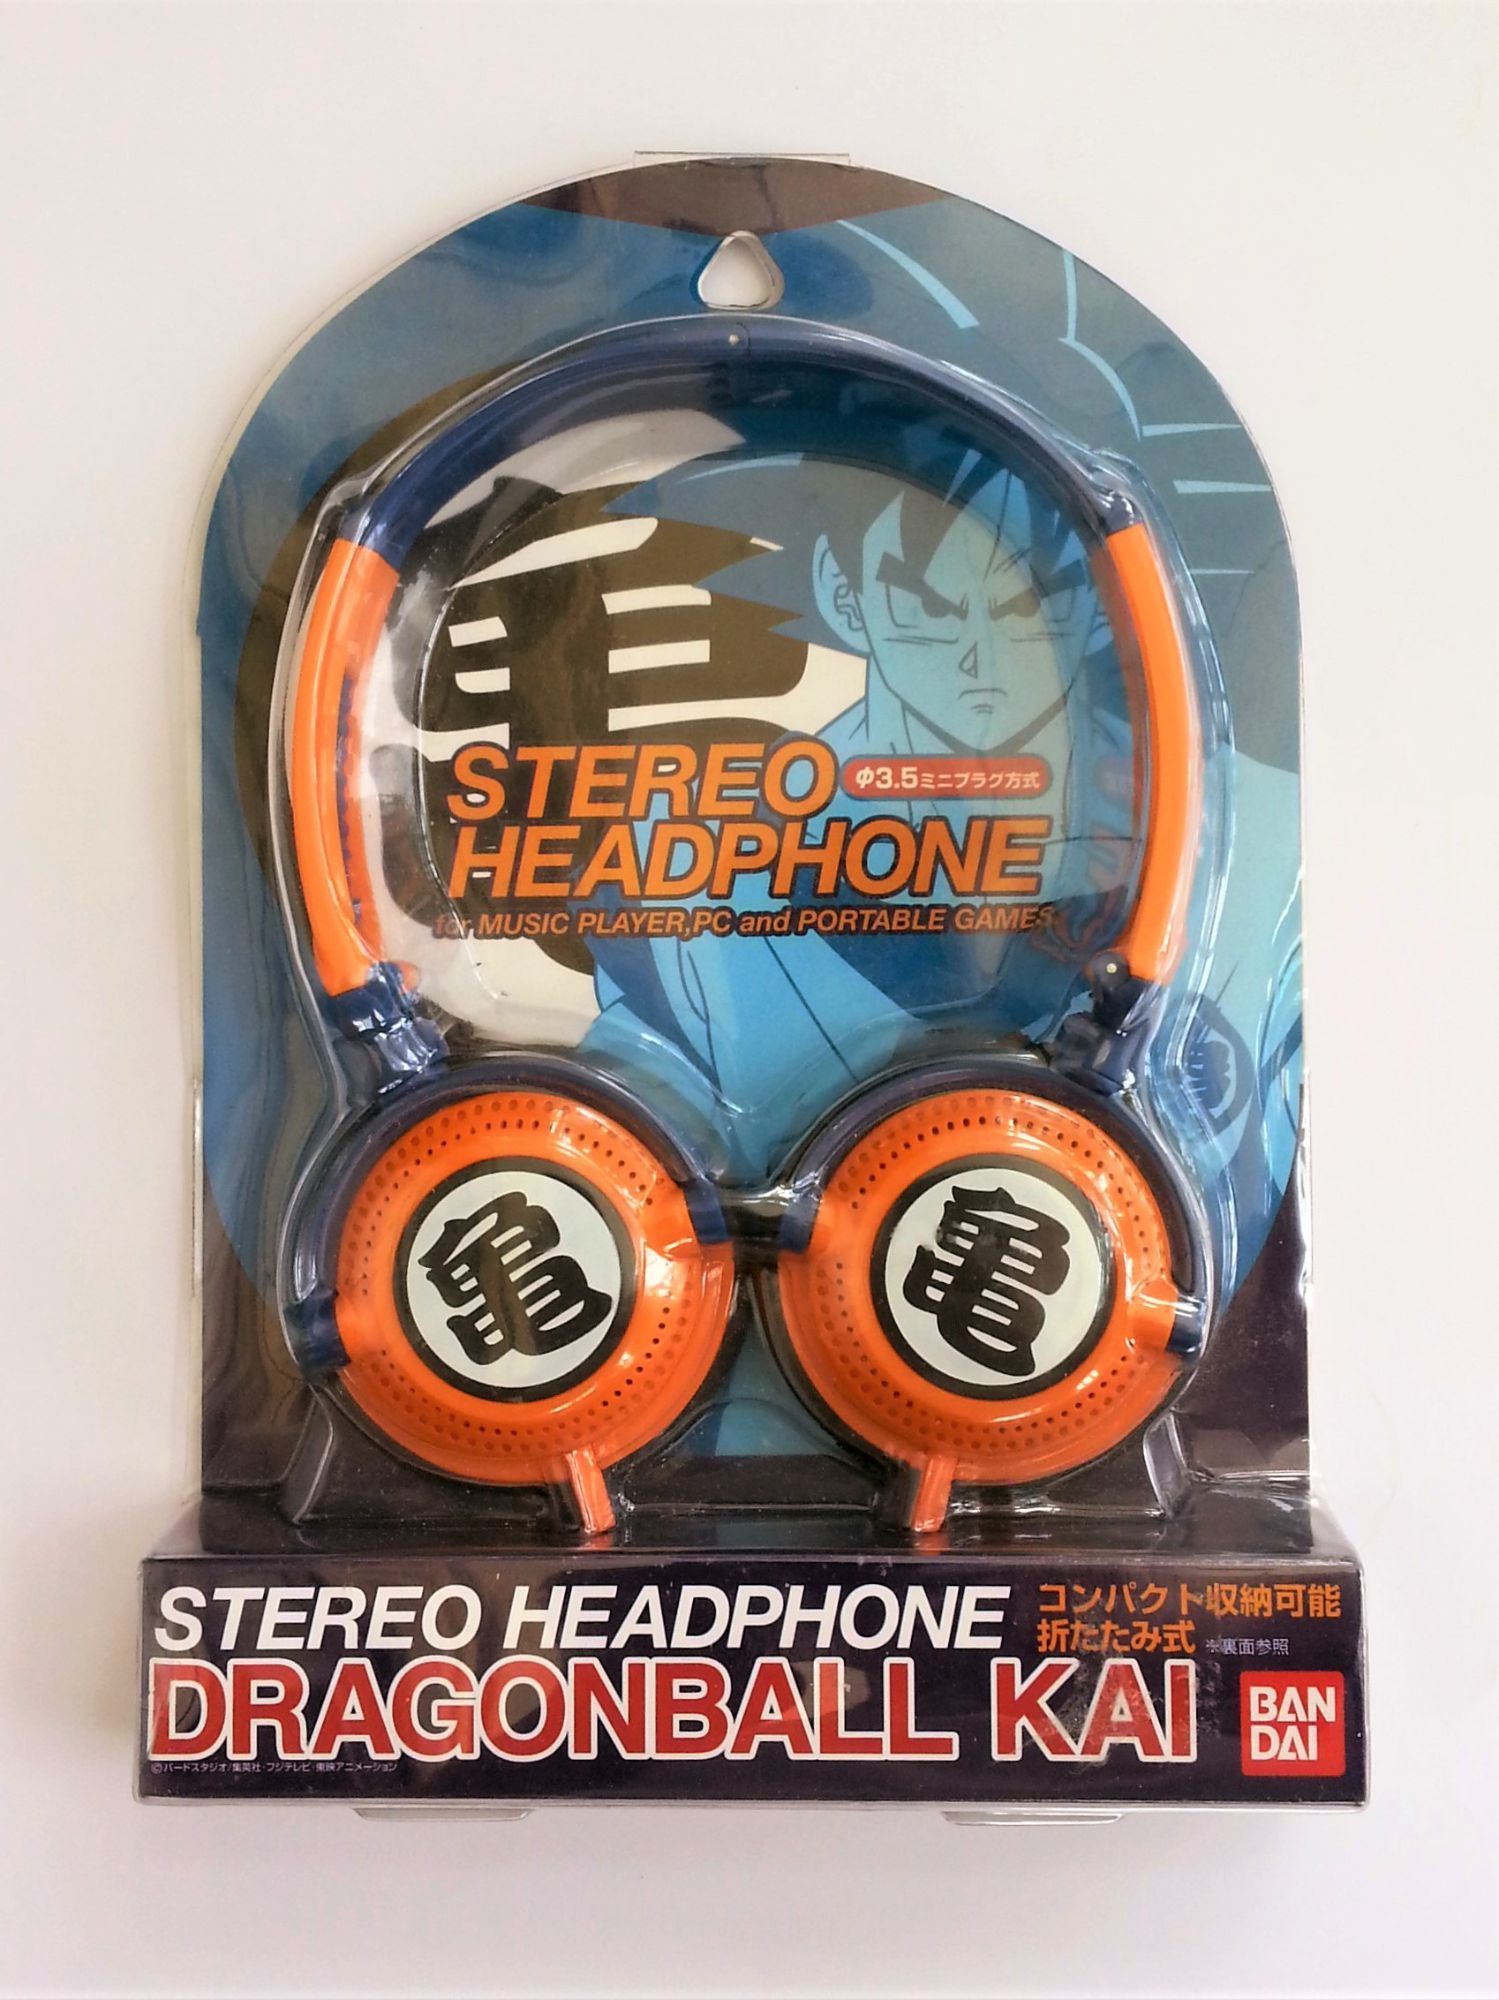 亀
STEREO
Φ3.5ミニプラグ方式
HEADPHONE
for MUSIC PLAYER,PC and PORTABLE GAMES
亀
亀
STEREO HEADPHONE
コンパクト収納可能
折たたみ式 ※裏面参照
DRAGONBALL KAI
BAN
DAI
©バードスタジオ/集英社・フジテレビ・東映アニメーション